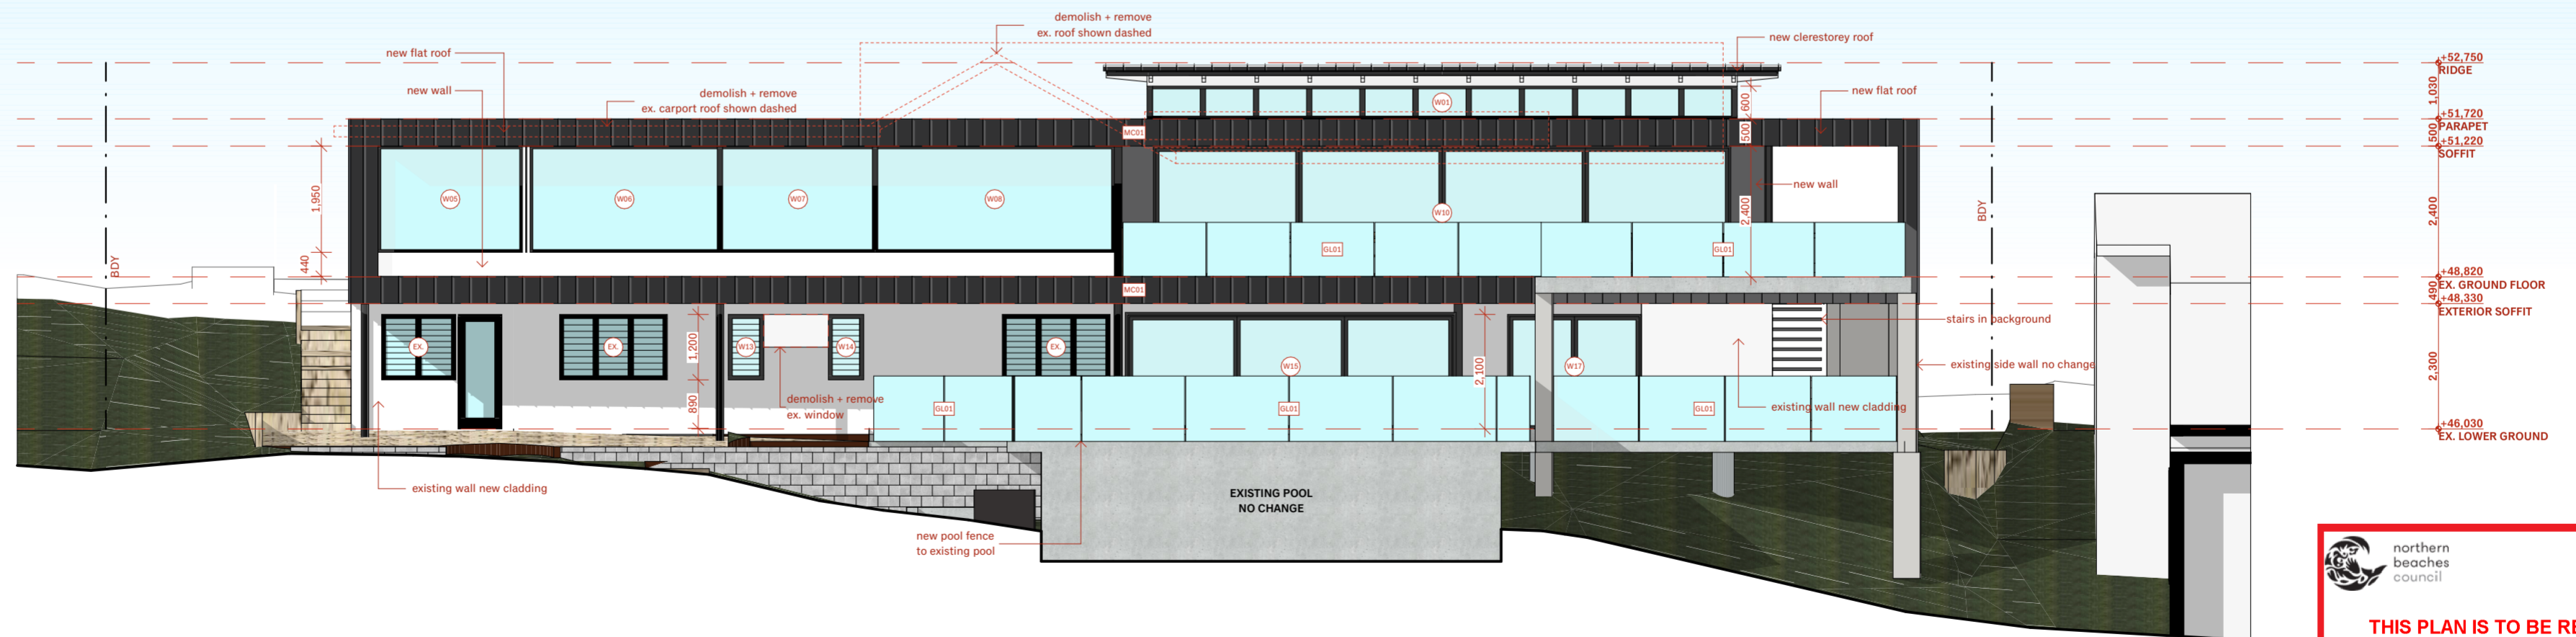 demolish + remove
ex. roof shown dashed
new flat roof
new clerestorey roof
new wall
demolish + remove
ex. carport roof shown dashed
new flat roof
W01
MC01
600
500
+52,750
RIDGE
1,030
+51,720
PARAPET
500
+51,220
SOFFIT
2,400
+48,820
EX. GROUND FLOOR
490
+48,330
EXTERIOR SOFFIT
2,300
+46,030
EX. LOWER GROUND
1,950
440
BDY
W05
W06
W07
W08
W10
GL01
GL01
2,400
new wall
BDY
MC01
EX.
EX.
1,200
890
W13
W14
EX.
W15
2,100
W17
stairs in background
existing side wall no change
demolish + remove
ex. window
GL01
GL01
GL01
existing wall new cladding
existing wall new cladding
EXISTING POOL
NO CHANGE
new pool fence
to existing pool
northern
beaches
council
THIS PLAN IS TO BE